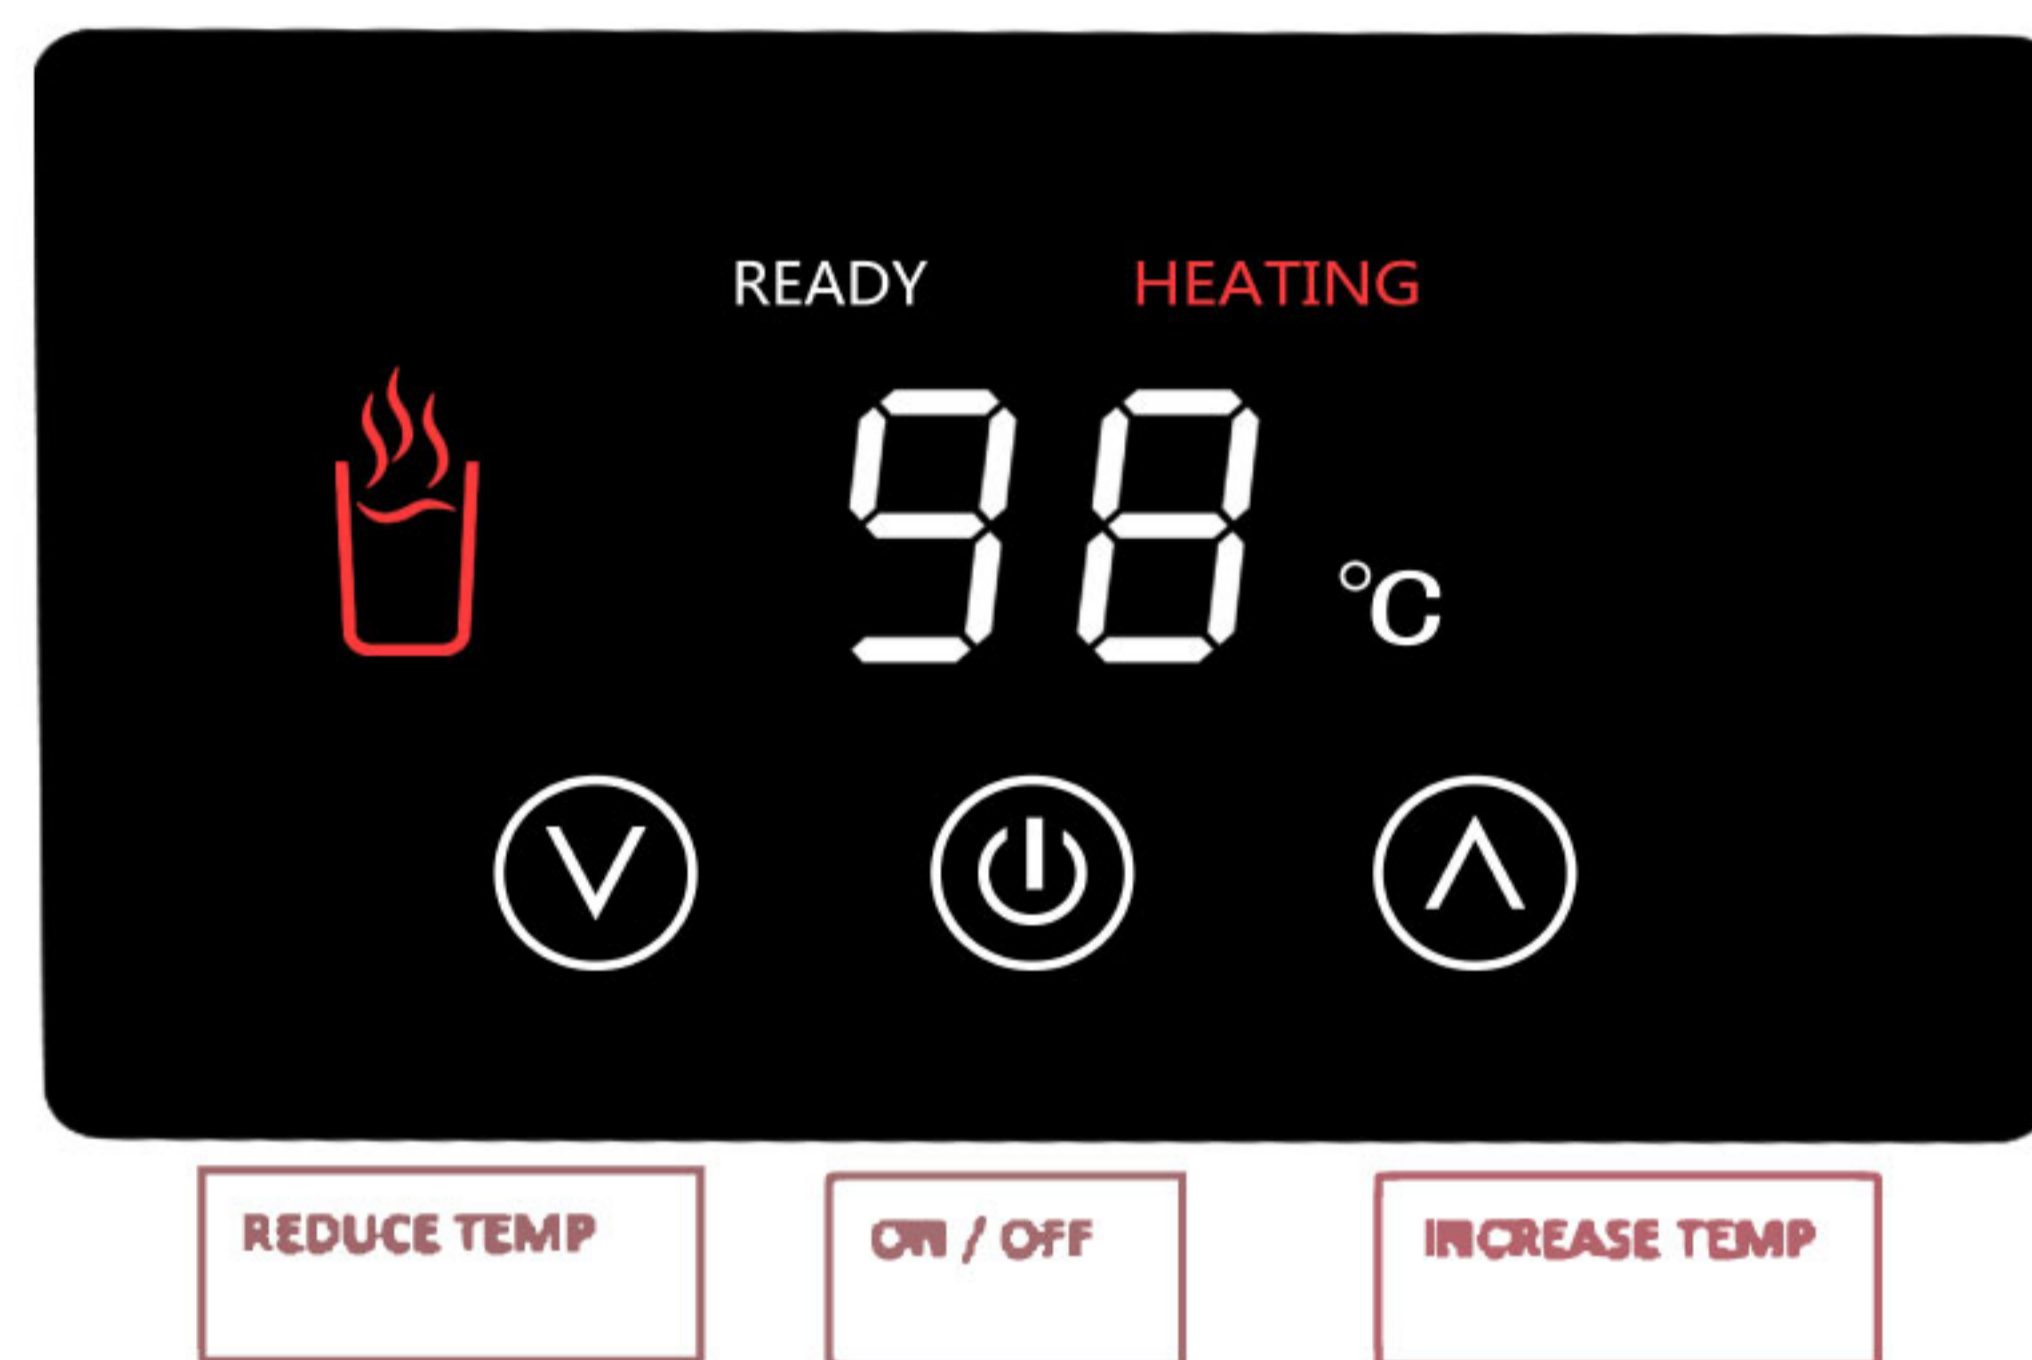 READY HEATING
98 °C
REDUCE TEMP
ON / OFF
INCREASE TEMP